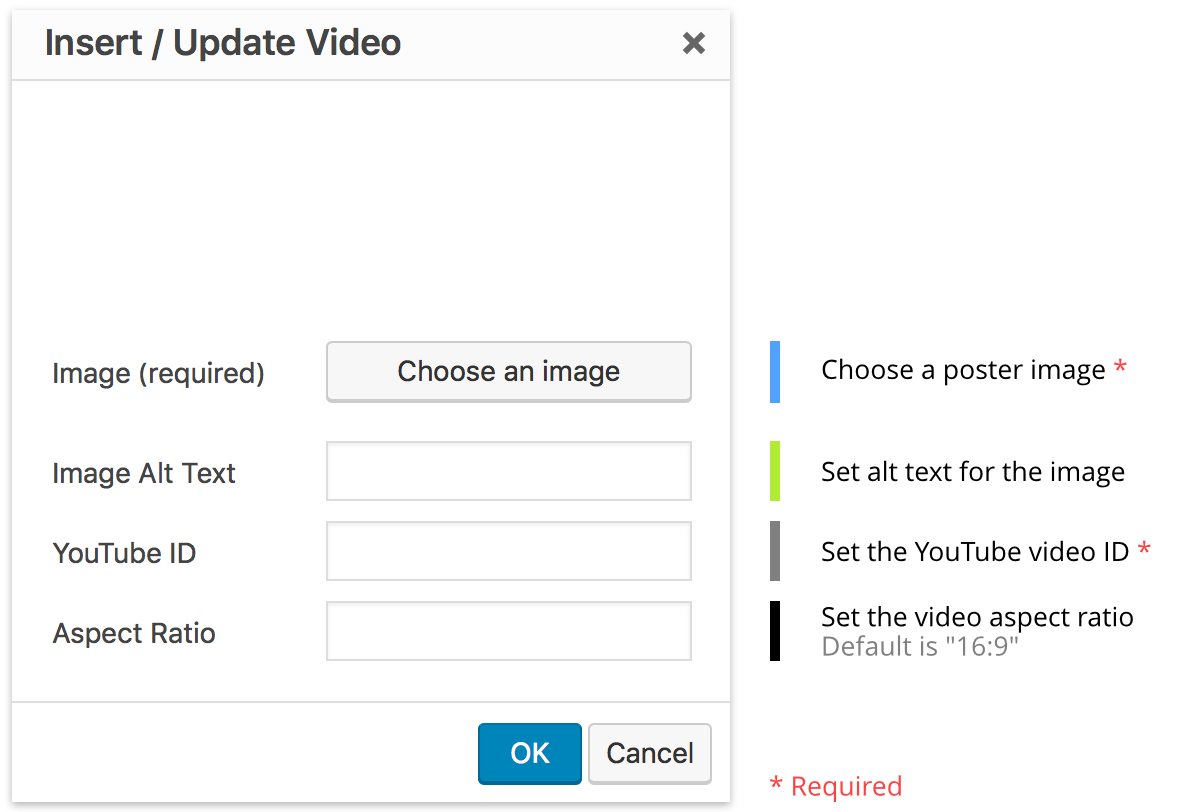 Insert / Update Video
Image (required)
Choose an image
Choose a poster image *
Image Alt Text
Set alt text for the image
YouTube ID
Set the YouTube video ID *
Aspect Ratio
Set the video aspect ratio
Default is "16:9"
OK
Cancel
* Required